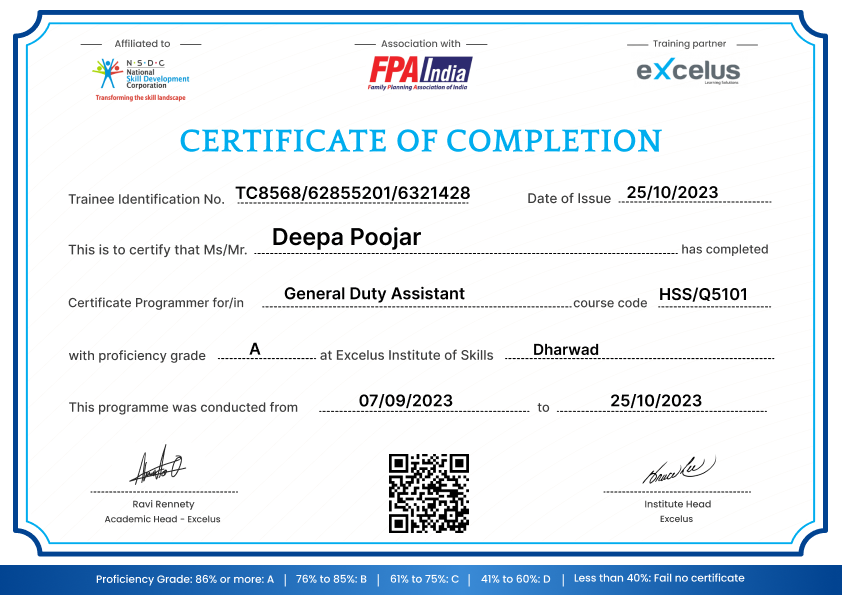 Affiliated to
Association with
Training partner
N·S·D·C
National
Skill Development
Corporation
Transforming the skill landscape
FPA India
Family Planning Association of India
eXcelus
Learning Solutions
CERTIFICATE OF COMPLETION
Trainee Identification No. TC8568/62855201/6321428 Date of Issue 25/10/2023
This is to certify that Ms/Mr. Deepa Poojar has completed
Certificate Programmer for/in General Duty Assistant course code HSS/Q5101
with proficiency grade A at Excelus Institute of Skills Dharwad
This programme was conducted from 07/09/2023 to 25/10/2023
Ravi Rennety
Academic Head - Excelus
Institute Head
Excelus
Proficiency Grade: 86% or more: A | 76% to 85%: B | 61% to 75%: C | 41% to 60%: D | Less than 40%: Fail no certificate